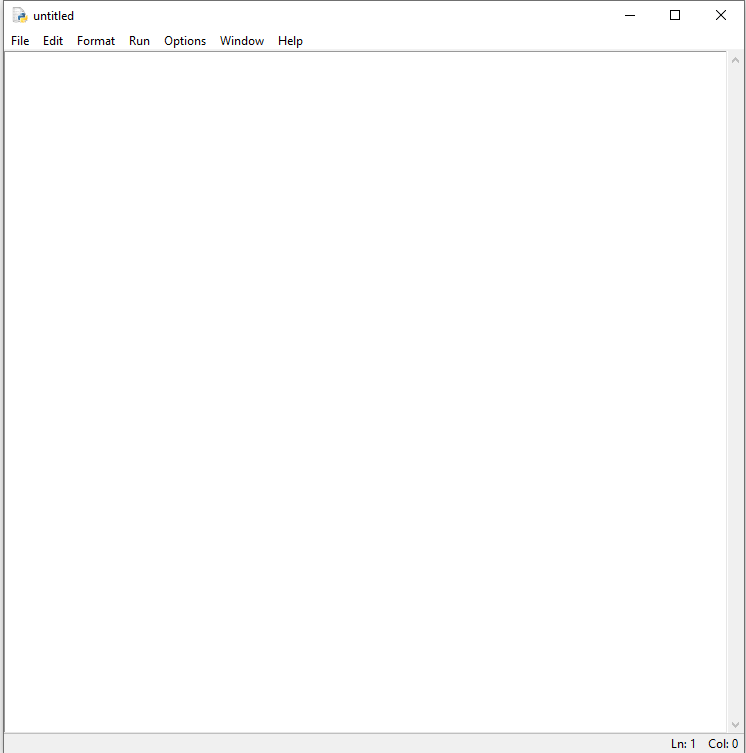 untitled
File Edit Format Run Options Window Help
Ln: 1 Col: 0